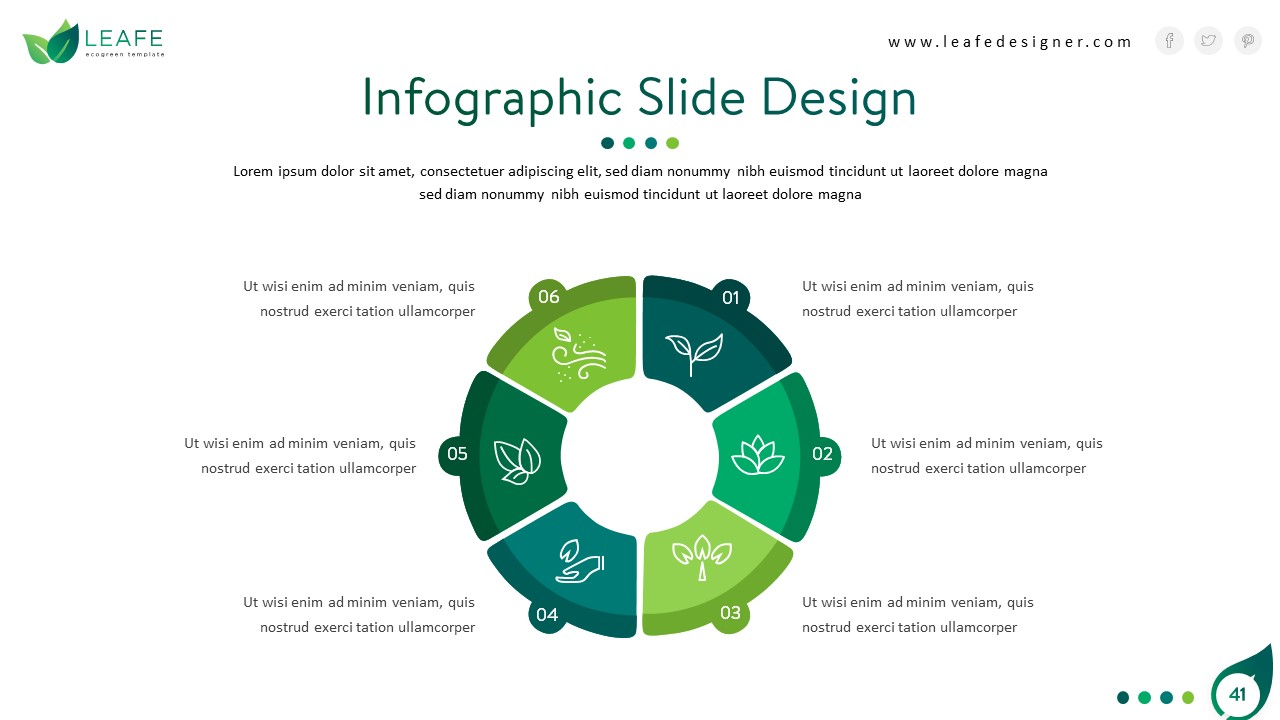 LEAFE
ecogreen template
www.leafedesigner.com
Infographic Slide Design
Lorem ipsum dolor sit amet, consectetuer adipiscing elit, sed diam nonummy nibh euismod tincidunt ut laoreet dolore magna
sed diam nonummy nibh euismod tincidunt ut laoreet dolore magna
Ut wisi enim ad minim veniam, quis
nostrud exerci tation ullamcorper
06
01
Ut wisi enim ad minim veniam, quis
nostrud exerci tation ullamcorper
Ut wisi enim ad minim veniam, quis
nostrud exerci tation ullamcorper
05
02
Ut wisi enim ad minim veniam, quis
nostrud exerci tation ullamcorper
Ut wisi enim ad minim veniam, quis
nostrud exerci tation ullamcorper
04
03
Ut wisi enim ad minim veniam, quis
nostrud exerci tation ullamcorper
41